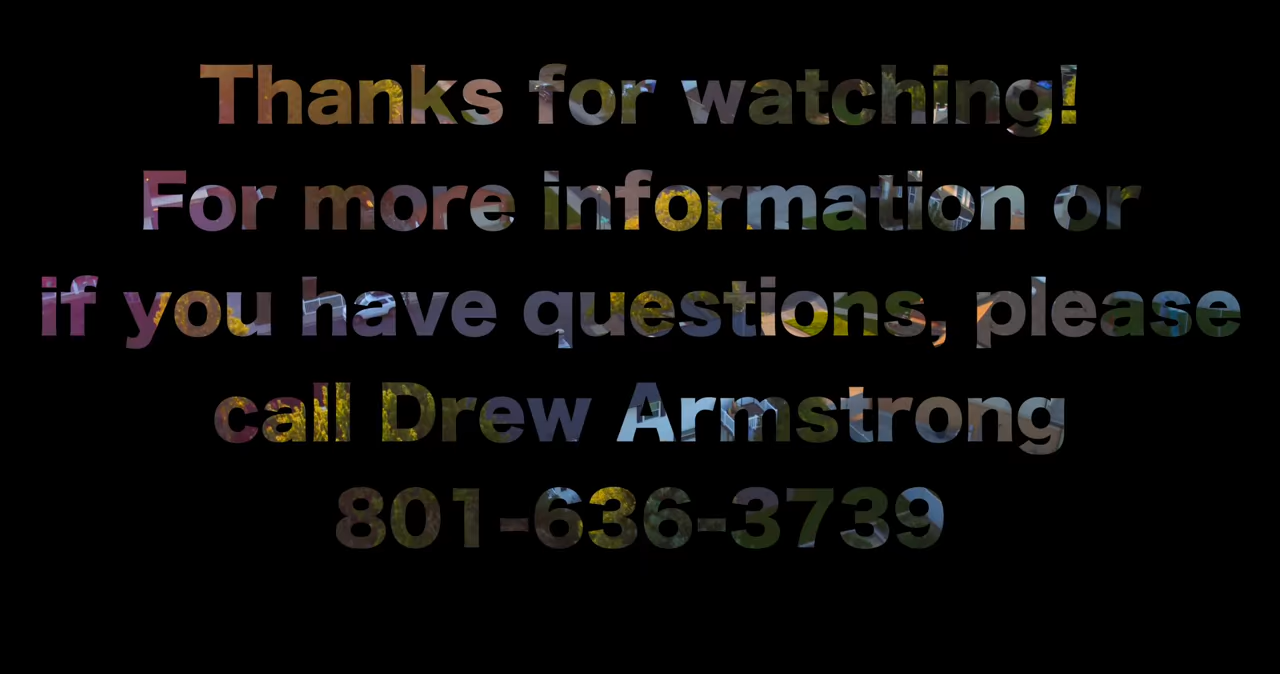 Thanks for watching!
For more information or
if you have questions, please
call Drew Armstrong
801-636-3739